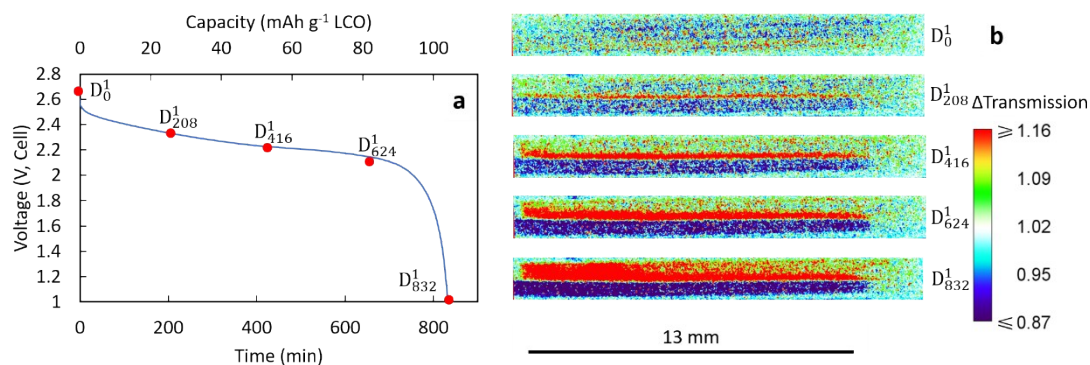 Capacity (mAh g⁻¹ LCO)
0 20 40 60 80 100
2.8
2.6
2.4
2.2
2
1.8
1.6
1.4
1.2
1
Voltage (V, Cell)
a
D¹₀
D¹₂₀₈
D¹₄₁₆
D¹₆₂₄
D¹₈₃₂
0 200 400 600 800
Time (min)
b
D¹₀
D¹₂₀₈
D¹₄₁₆
D¹₆₂₄
D¹₈₃₂
ΔTransmission
⩾ 1.16
1.09
1.02
0.95
⩽ 0.87
13 mm